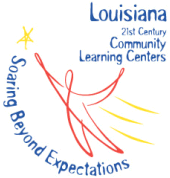 Louisiana
21st Century
Community
Learning Centers
Soaring Beyond Expectations